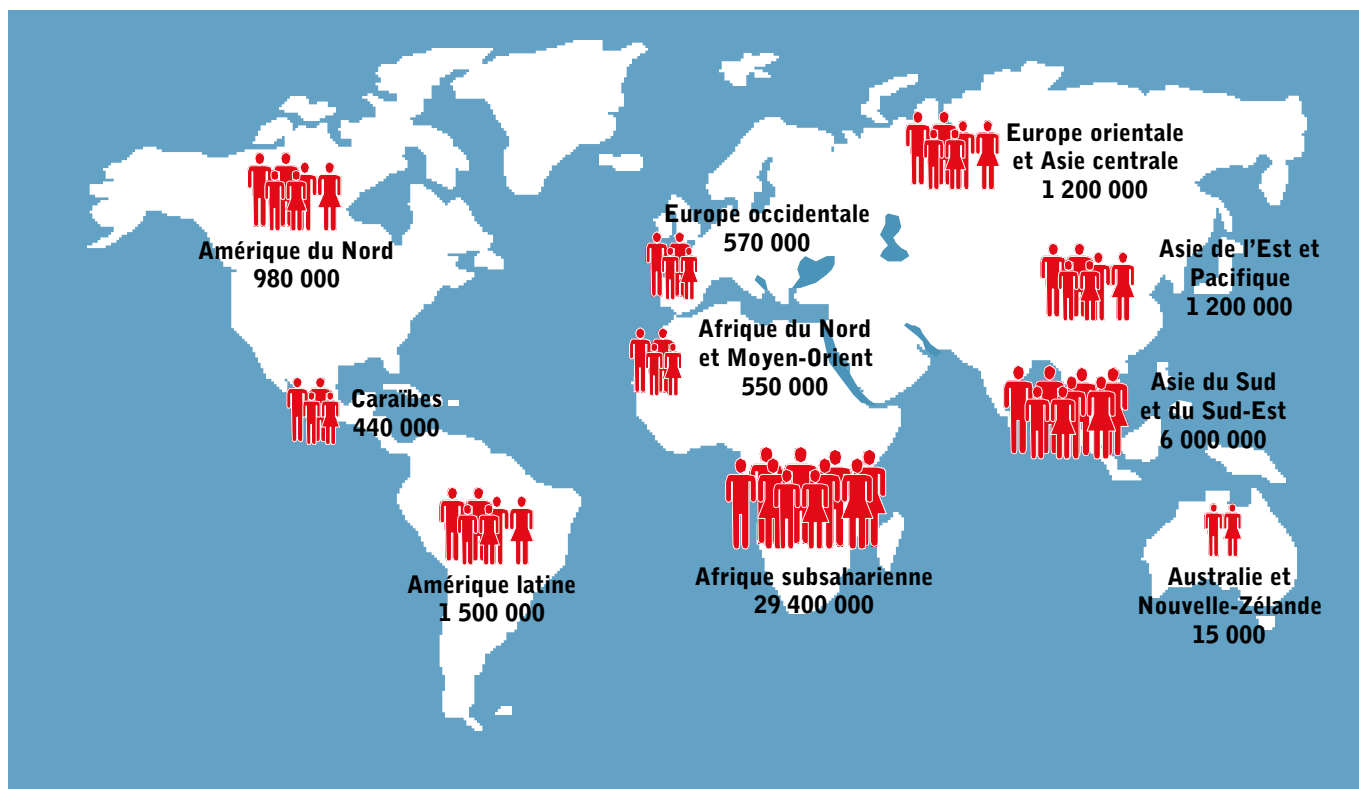 Amérique du Nord
980 000
Caraïbes
440 000
Amérique latine
1 500 000
Europe occidentale
570 000
Afrique du Nord
et Moyen-Orient
550 000
Afrique subsaharienne
29 400 000
Europe orientale
et Asie centrale
1 200 000
Asie de l’Est et
Pacifique
1 200 000
Asie du Sud
et du Sud-Est
6 000 000
Australie et
Nouvelle-Zélande
15 000